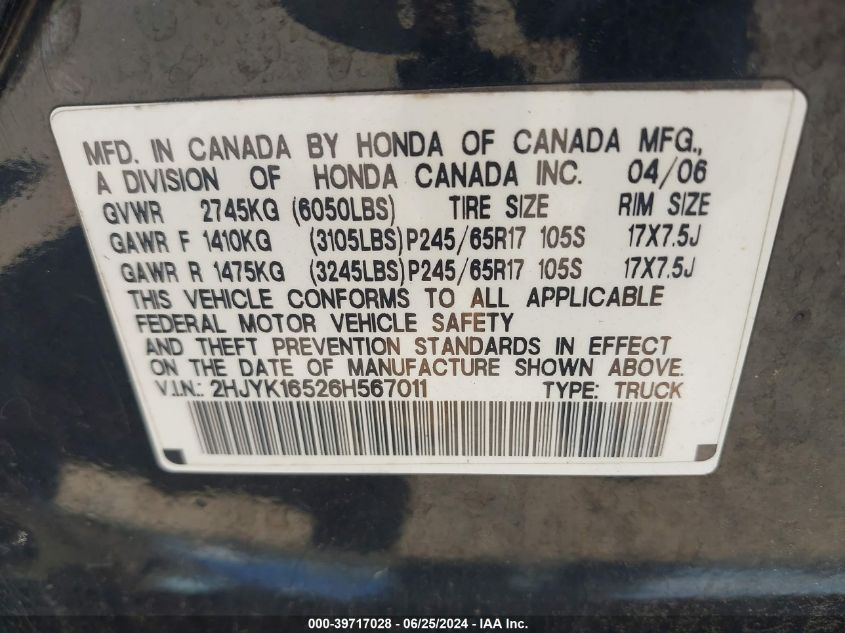 MFD. IN CANADA BY HONDA OF CANADA MFG.,
A DIVISION OF HONDA CANADA INC. 04/06
GVWR 2745KG (6050LBS) TIRE SIZE RIM SIZE
GAWR F 1410KG (3105LBS) P245/65R17 105S 17X7.5J
GAWR R 1475KG (3245LBS) P245/65R17 105S 17X7.5J
THIS VEHICLE CONFORMS TO ALL APPLICABLE
FEDERAL MOTOR VEHICLE SAFETY
AND THEFT PREVENTION STANDARDS IN EFFECT
ON THE DATE OF MANUFACTURE SHOWN ABOVE.
V.I.N.: 2HJYK16526H567011 TYPE: TRUCK
000-39717028 - 06/25/2024 - IAA Inc.